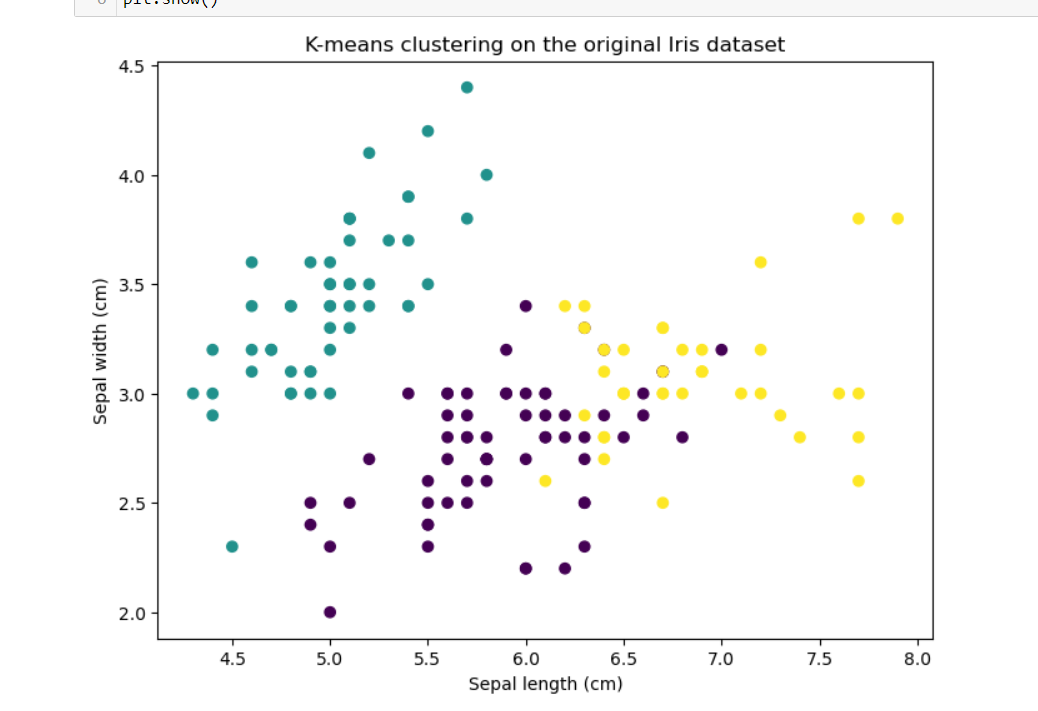 6 plt.show()
K-means clustering on the original Iris dataset
4.5
4.0
3.5
3.0
2.5
2.0
Sepal width (cm)
4.5 5.0 5.5 6.0 6.5 7.0 7.5 8.0
Sepal length (cm)